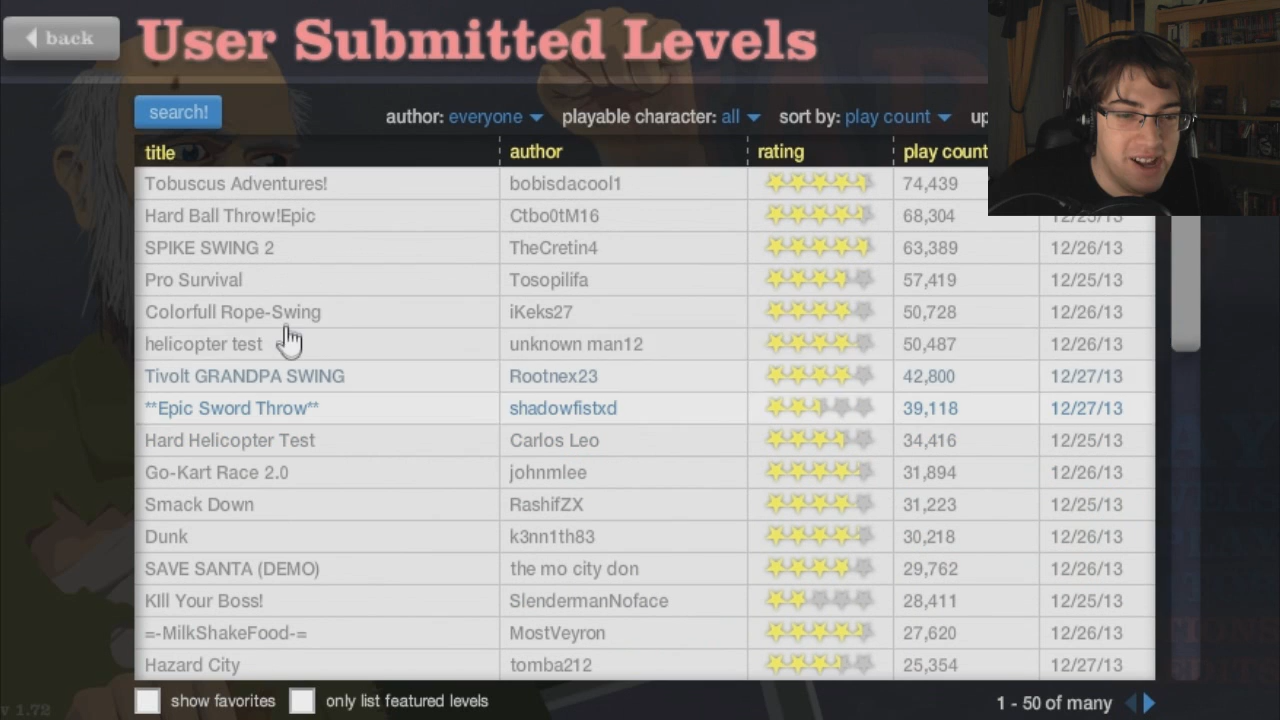 back
User Submitted Levels
search!
author: everyone playable character: all sort by: play count up
title author rating play count
Tobuscus Adventures! bobisdacool1 74,439
Hard Ball Throw!Epic Ctbo0tM16 68,304 12/25/13
SPIKE SWING 2 TheCretin4 63,389 12/26/13
Pro Survival Tosopilifa 57,419 12/25/13
Colorfull Rope-Swing iKeks27 50,728 12/26/13
helicopter test unknown man12 50,487 12/26/13
Tivolt GRANDPA SWING Rootnex23 42,800 12/27/13
**Epic Sword Throw** shadowfistxd 39,118 12/27/13
Hard Helicopter Test Carlos Leo 34,416 12/25/13
Go-Kart Race 2.0 johnmlee 31,894 12/26/13
Smack Down RashifZX 31,223 12/25/13
Dunk k3nn1th83 30,218 12/26/13
SAVE SANTA (DEMO) the mo city don 29,762 12/26/13
KIll Your Boss! SlendermanNoface 28,411 12/25/13
=-MilkShakeFood-= MostVeyron 27,620 12/26/13
Hazard City tomba212 25,354 12/27/13
show favorites only list featured levels 1 - 50 of many
v 1.72